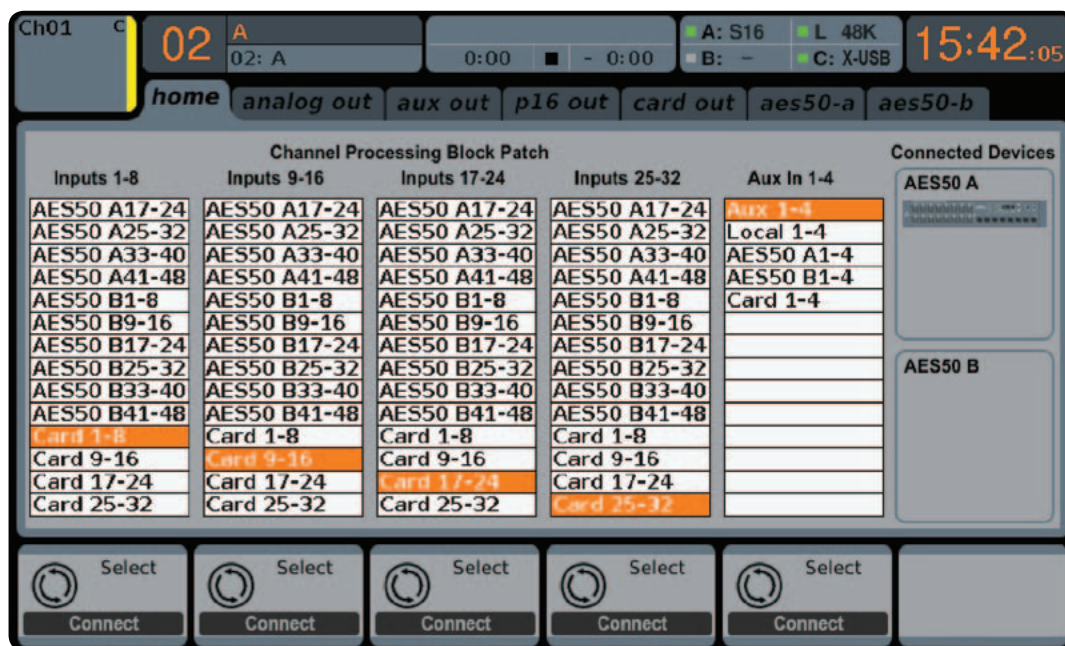 Ch01 C
02 A
02: A
0:00 - 0:00
A: S16 L 48K
B: - C: X-USB
15:42:05
home analog out aux out p16 out card out aes50-a aes50-b
Channel Processing Block Patch Connected Devices
Inputs 1-8 Inputs 9-16 Inputs 17-24 Inputs 25-32 Aux In 1-4 AES50 A
AES50 A17-24 AES50 A17-24 AES50 A17-24 AES50 A17-24 Aux 1-4
AES50 A25-32 AES50 A25-32 AES50 A25-32 AES50 A25-32 Local 1-4
AES50 A33-40 AES50 A33-40 AES50 A33-40 AES50 A33-40 AES50 A1-4
AES50 A41-48 AES50 A41-48 AES50 A41-48 AES50 A41-48 AES50 B1-4
AES50 B1-8 AES50 B1-8 AES50 B1-8 AES50 B1-8 Card 1-4
AES50 B9-16 AES50 B9-16 AES50 B9-16 AES50 B9-16
AES50 B17-24 AES50 B17-24 AES50 B17-24 AES50 B17-24
AES50 B25-32 AES50 B25-32 AES50 B25-32 AES50 B25-32 AES50 B
AES50 B33-40 AES50 B33-40 AES50 B33-40 AES50 B33-40
AES50 B41-48 AES50 B41-48 AES50 B41-48 AES50 B41-48
Card 1-8 Card 1-8 Card 1-8 Card 1-8
Card 9-16 Card 9-16 Card 9-16 Card 9-16
Card 17-24 Card 17-24 Card 17-24 Card 17-24
Card 25-32 Card 25-32 Card 25-32 Card 25-32
Select Select Select Select Select
Connect Connect Connect Connect Connect